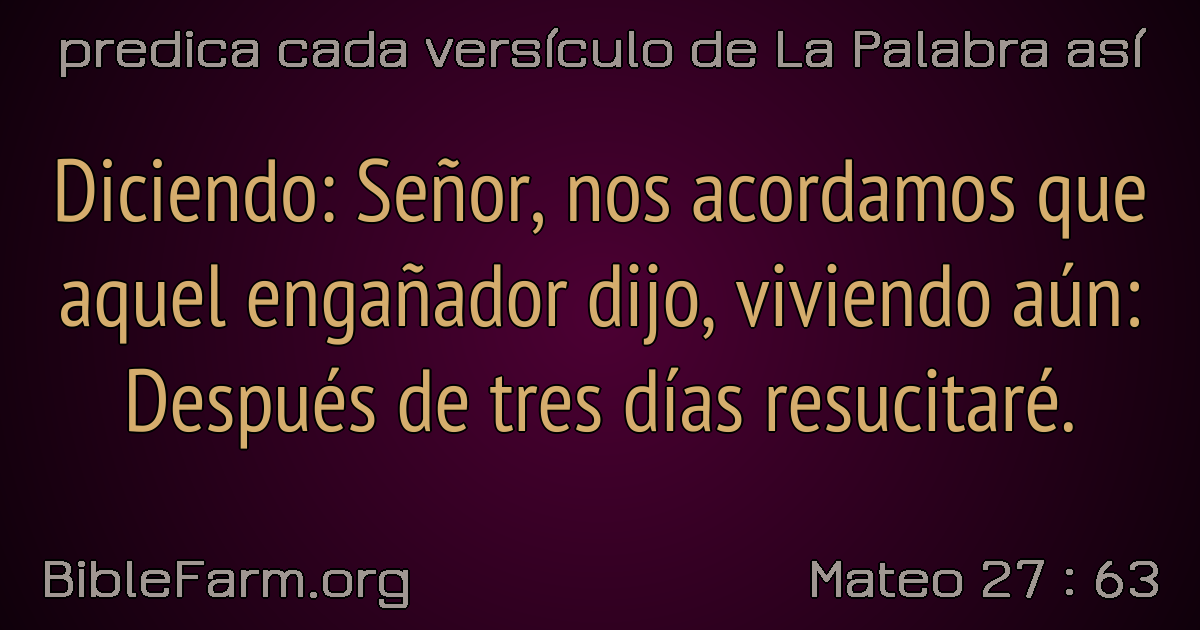 predica cada versículo de La Palabra así
Diciendo: Señor, nos acordamos que
aquel engañador dijo, viviendo aún:
Después de tres días resucitaré.
BibleFarm.org
Mateo 27 : 63